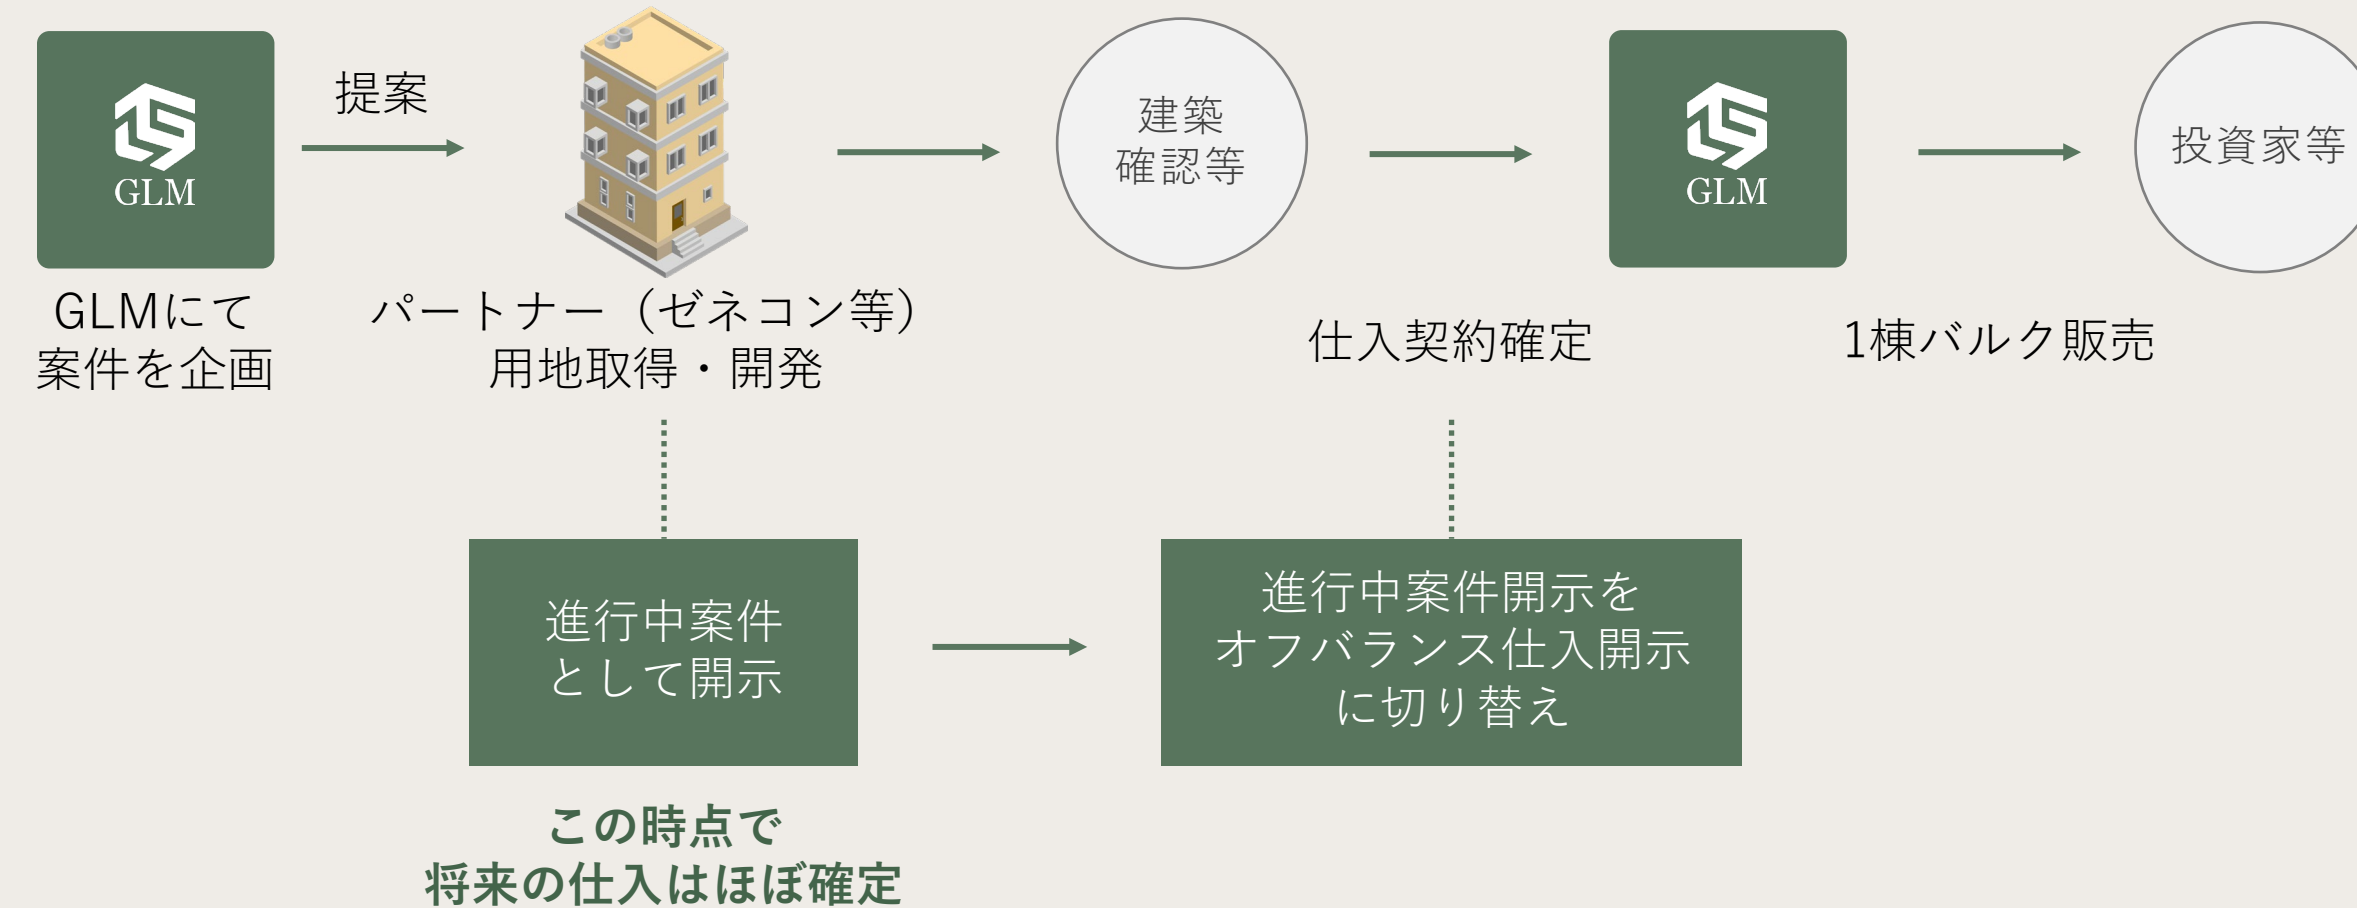 GLM
GLMにて
案件を企画
提案
パートナー（ゼネコン等）
用地取得・開発
建築
確認等
仕入契約確定
GLM
1棟バルク販売
投資家等
進行中案件
として開示
進行中案件開示を
オフバランス仕入開示
に切り替え
この時点で
将来の仕入はほぼ確定